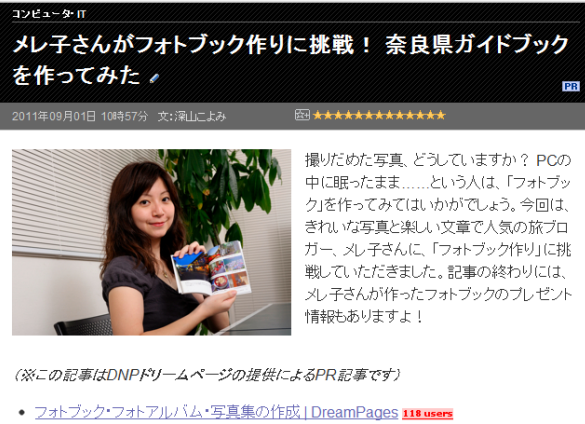 コンピュータ・IT
メレ子さんがフォトブック作りに挑戦！ 奈良県ガイドブック
を作ってみた
PR
2011年09月01日 10時57分 文：深山こよみ
撮りだめた写真、どうしていますか？ PCの
中に眠ったまま……という人は、「フォトブッ
ク」を作ってみてはいかがでしょう。今回は、
きれいな写真と楽しい文章で人気の旅ブロ
ガー、メレ子さんに、「フォトブック作り」に挑
戦していただきました。記事の終わりには、
メレ子さんが作ったフォトブックのプレゼント
情報もありますよ！
（※この記事はDNPドリームページの提供によるPR記事です）
• フォトブック・フォトアルバム・写真集の作成 | DreamPages 118 users